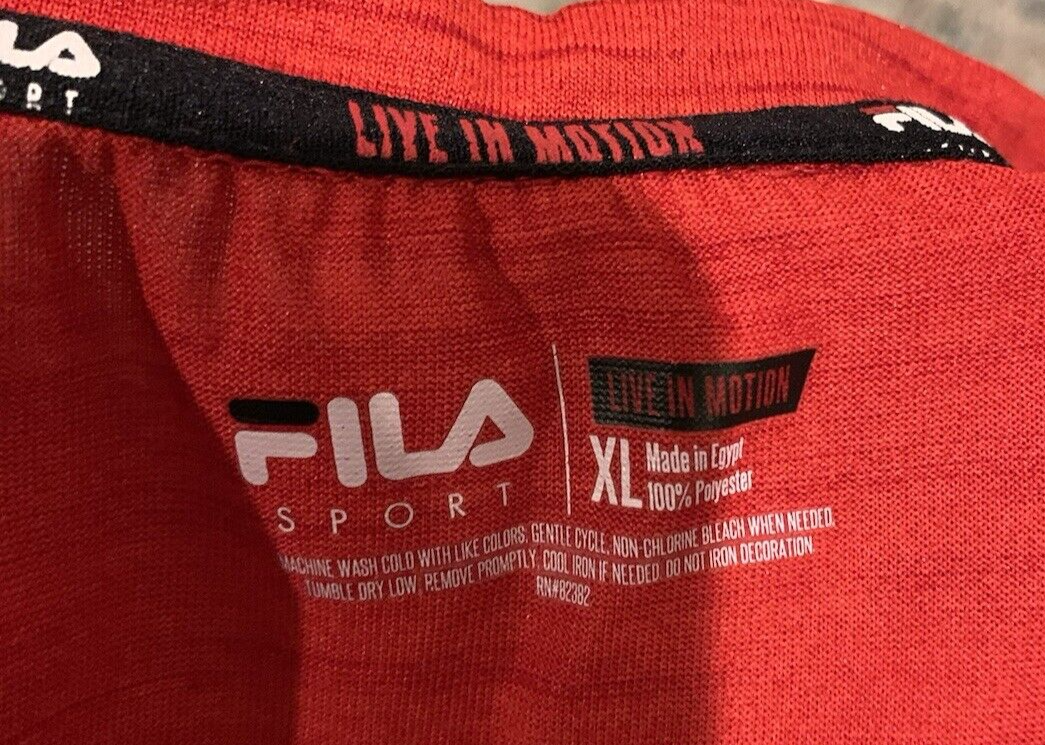 FILA
SPORT
LIVE IN MOTION
FILA
FILA
SPORT
LIVE IN MOTION
XL
Made in Egypt
100% Polyester
MACHINE WASH COLD WITH LIKE COLORS, GENTLE CYCLE, NON-CHLORINE BLEACH WHEN NEEDED,
TUMBLE DRY LOW, REMOVE PROMPTLY, COOL IRON IF NEEDED. DO NOT IRON DECORATION.
RN#82382